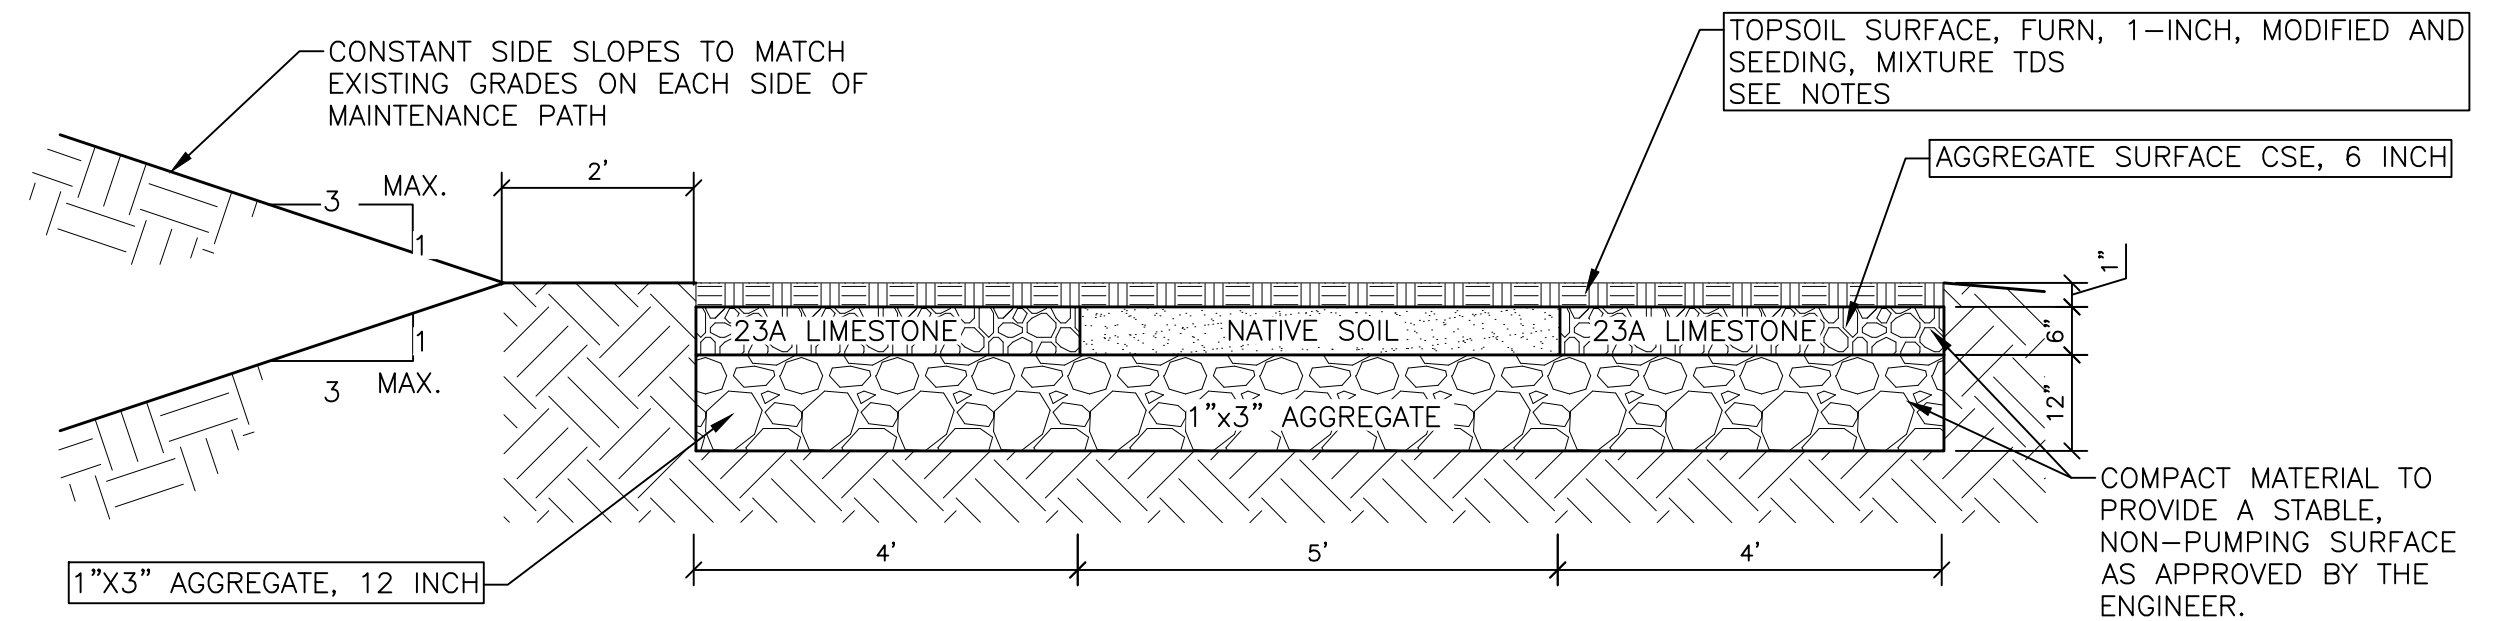 CONSTANT SIDE SLOPES TO MATCH
EXISTING GRADES ON EACH SIDE OF
MAINTENANCE PATH
TOPSOIL SURFACE, FURN, 1-INCH, MODIFIED AND
SEEDING, MIXTURE TDS
SEE NOTES
AGGREGATE SURFACE CSE, 6 INCH
2'
MAX.
3
1
1"
23A LIMESTONE
NATIVE SOIL
23A LIMESTONE
6"
1
3
MAX.
12"
1"x3" AGGREGATE
COMPACT MATERIAL TO
PROVIDE A STABLE,
NON-PUMPING SURFACE
AS APPROVED BY THE
ENGINEER.
4'
5'
4'
1"X3" AGGREGATE, 12 INCH